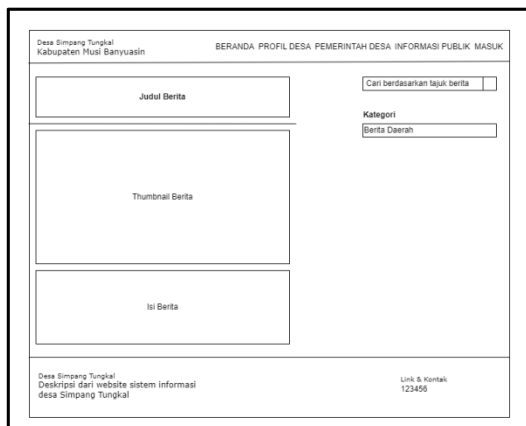 Desa Simpang Tungkal
Kabupaten Musi Banyuasin
BERANDA PROFIL DESA PEMERINTAH DESA INFORMASI PUBLIK MASUK
Judul Berita
Cari berdasarkan tajuk berita
Kategori
Berita Daerah
Thumbnail Berita
Isi Berita
Desa Simpang Tungkal
Deskripsi dari website sistem informasi
desa Simpang Tungkal
Link & Kontak
123456